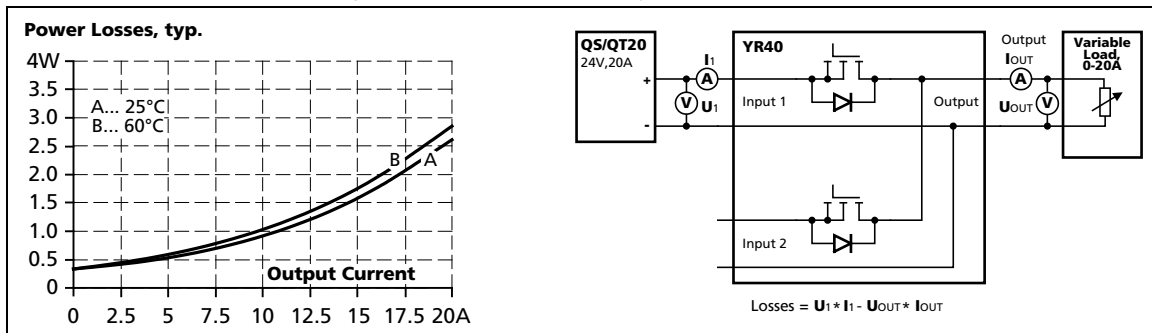 Power Losses, typ.
4W
3.5
3.0
2.5
2.0
1.5
1.0
0.5
0
A... 25°C
B... 60°C
B
A
Output Current
0 2.5 5 7.5 10 12.5 15 17.5 20A
QS/QT20
24V,20A
+
-
I1
A
V
U1
YR40
Input 1
Output
Input 2
Output
IOUT
A
UOUT
V
Variable
Load,
0-20A
Losses = U1* I1- UOUT* IOUT